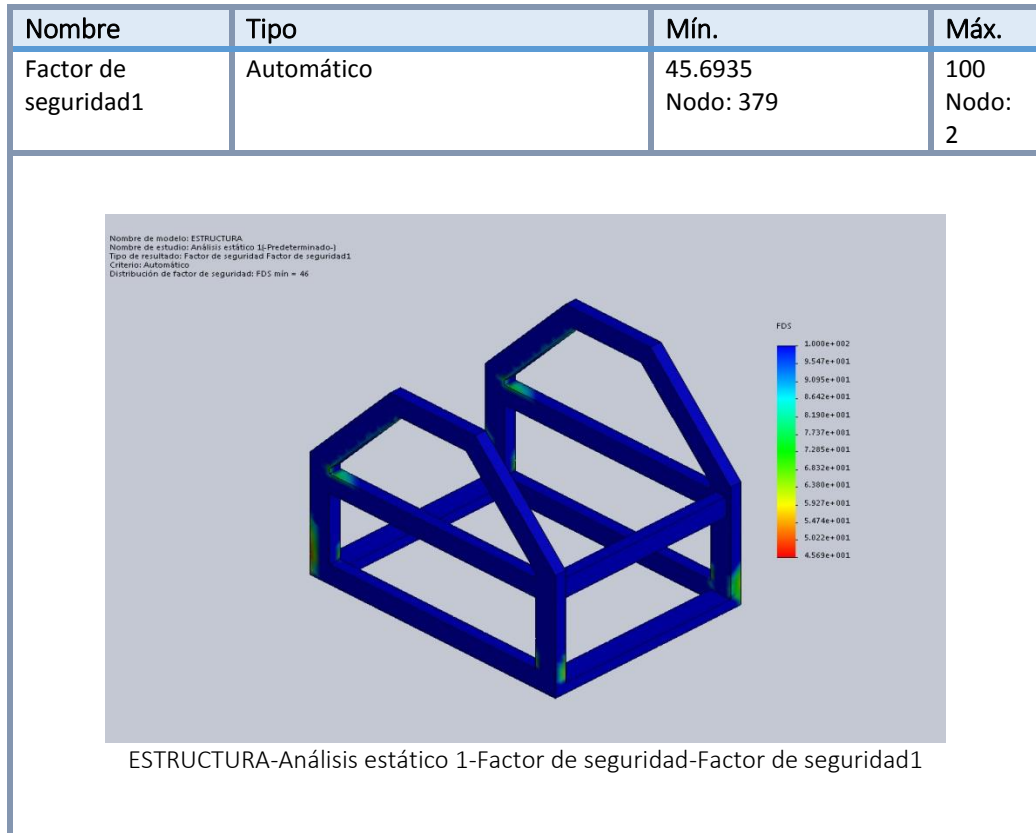 Nombre Tipo Mín. Máx.
Factor de Automático 45.6935 100
seguridad1 Nodo: 379 Nodo:
2
Nombre de modelo: ESTRUCTURA
Nombre de estudio: Análisis estático 1(-Predeterminado-)
Tipo de resultado: Factor de seguridad Factor de seguridad1
Criterio: Automático
Distribución de factor de seguridad: FDS mín = 46
FDS
1.000e+002
9.547e+001
9.095e+001
8.642e+001
8.190e+001
7.737e+001
7.285e+001
6.832e+001
6.380e+001
5.927e+001
5.474e+001
5.022e+001
4.569e+001
ESTRUCTURA-Análisis estático 1-Factor de seguridad-Factor de seguridad1